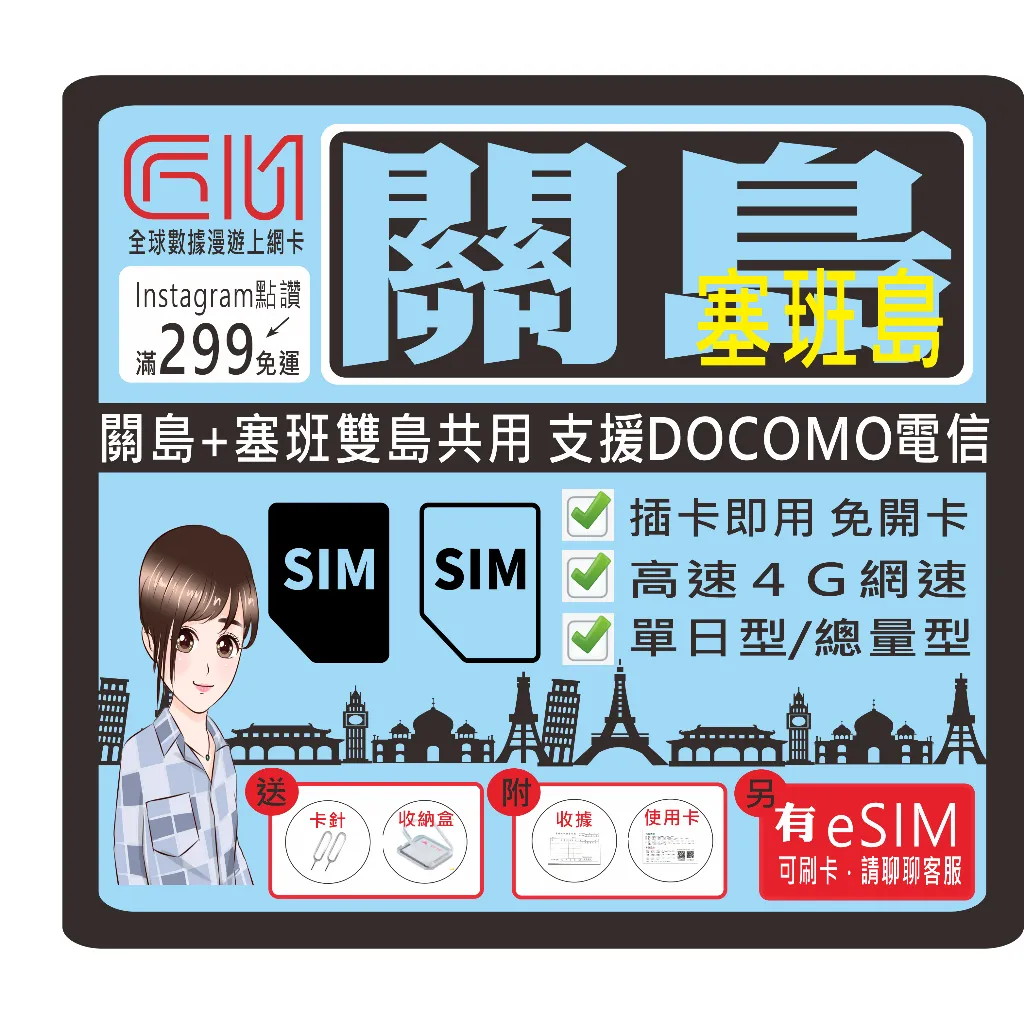 全球數據漫遊上網卡
Instagram點讚
滿299免運
關島
塞班島
關島+塞班雙島共用 支援DOCOMO電信
SIM
SIM
插卡即用 免開卡
高速4G網速
單日型/總量型
送
卡針
收納盒
附
收據
使用卡
另
有eSIM
可刷卡·請聊聊客服